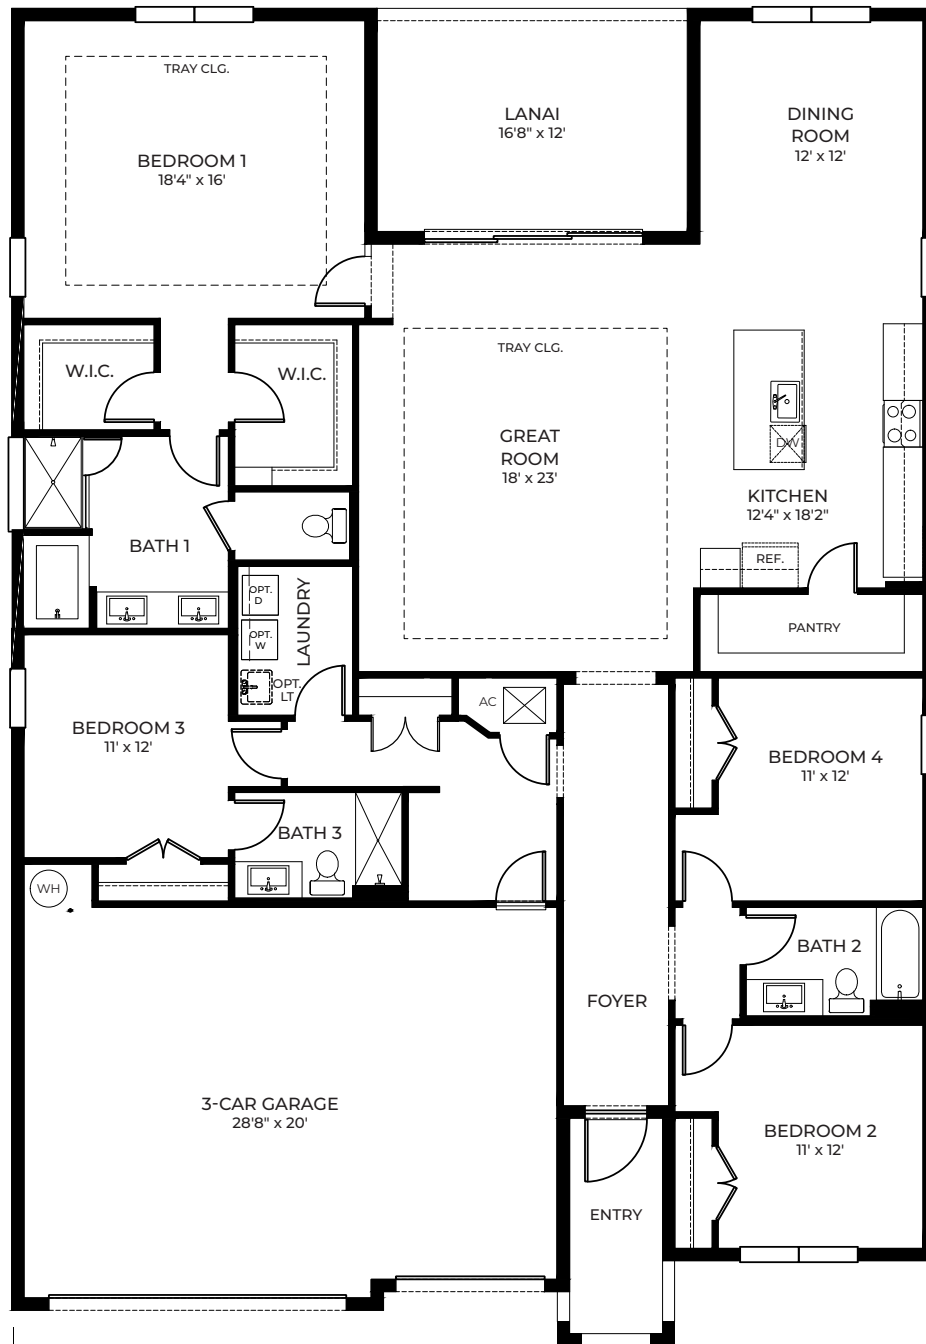 TRAY CLG.
BEDROOM 1
18'4" x 16'
LANAI
16'8" x 12'
DINING
ROOM
12' x 12'
W.I.C.
W.I.C.
TRAY CLG.
GREAT
ROOM
18' x 23'
DW
KITCHEN
12'4" x 18'2"
BATH 1
REF.
PANTRY
OPT.
D
OPT.
W
OPT.
LT
LAUNDRY
AC
BEDROOM 3
11' x 12'
BEDROOM 4
11' x 12'
BATH 3
WH
BATH 2
FOYER
3-CAR GARAGE
28'8" x 20'
BEDROOM 2
11' x 12'
ENTRY